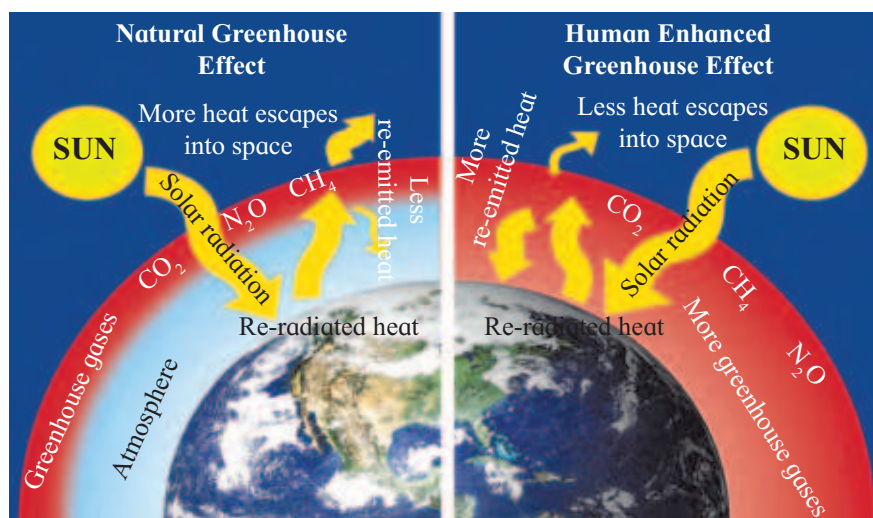 Natural Greenhouse
Effect
More heat escapes
into space
SUN
Solar radiation
CO₂
N₂O
CH₄
Less
re-emitted heat
Re-radiated heat
Greenhouse gases
Atmosphere
Human Enhanced
Greenhouse Effect
Less heat escapes
into space
SUN
More
re-emitted heat
Solar radiation
CO₂
CH₄
N₂O
Re-radiated heat
More greenhouse gases